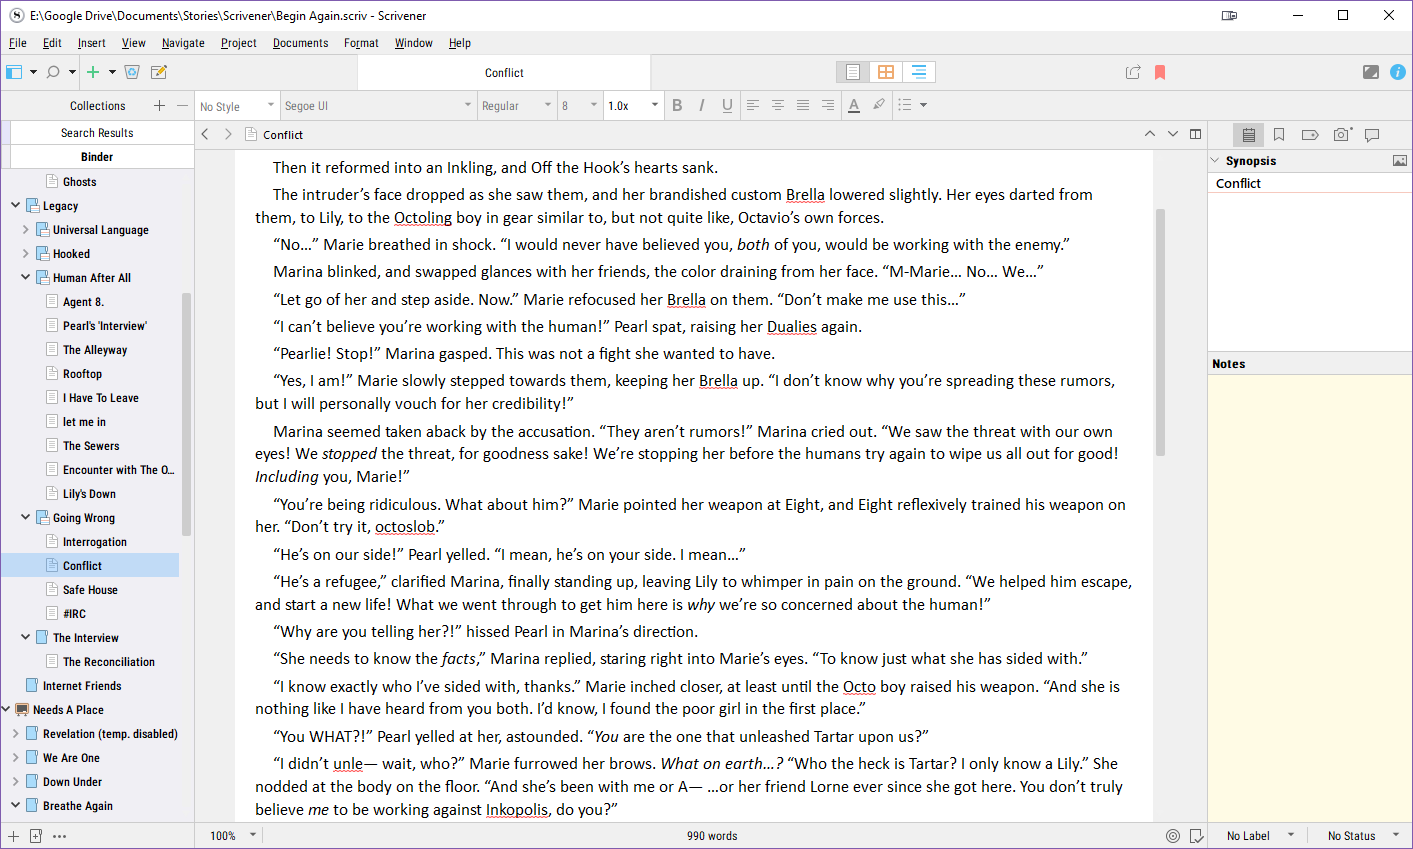 E:\Google Drive\Documents\Stories\Scrivener\Begin Again.scriv - Scrivener
File Edit Insert View Navigate Project Documents Format Window Help
Conflict
Collections
No Style Segoe UI Regular 8 1.0x B I U A
Search Results
Binder
Conflict
Ghosts
Legacy
Universal Language
Hooked
Human After All
Agent 8.
Pearl's 'Interview'
The Alleyway
Rooftop
I Have To Leave
let me in
The Sewers
Encounter with The O...
Lily's Down
Going Wrong
Interrogation
Conflict
Safe House
#IRC
The Interview
The Reconciliation
Internet Friends
Needs A Place
Revelation (temp. disabled)
We Are One
Down Under
Breathe Again
Then it reformed into an Inkling, and Off the Hook’s hearts sank.
The intruder’s face dropped as she saw them, and her brandished custom Brella lowered slightly. Her eyes darted from
them, to Lily, to the Octoling boy in gear similar to, but not quite like, Octavio’s own forces.
“No…” Marie breathed in shock. “I would never have believed you, both of you, would be working with the enemy.”
Marina blinked, and swapped glances with her friends, the color draining from her face. “M-Marie… No… We…”
“Let go of her and step aside. Now.” Marie refocused her Brella on them. “Don’t make me use this…”
“I can’t believe you’re working with the human!” Pearl spat, raising her Dualies again.
“Pearlie! Stop!” Marina gasped. This was not a fight she wanted to have.
“Yes, I am!” Marie slowly stepped towards them, keeping her Brella up. “I don’t know why you’re spreading these rumors,
but I will personally vouch for her credibility!”
Marina seemed taken aback by the accusation. “They aren’t rumors!” Marina cried out. “We saw the threat with our own
eyes! We stopped the threat, for goodness sake! We’re stopping her before the humans try again to wipe us all out for good!
Including you, Marie!”
“You’re being ridiculous. What about him?” Marie pointed her weapon at Eight, and Eight reflexively trained his weapon on
her. “Don’t try it, octoslob.”
“He’s on our side!” Pearl yelled. “I mean, he’s on your side. I mean…”
“He’s a refugee,” clarified Marina, finally standing up, leaving Lily to whimper in pain on the ground. “We helped him escape,
and start a new life! What we went through to get him here is why we’re so concerned about the human!”
“Why are you telling her?!” hissed Pearl in Marina’s direction.
“She needs to know the facts,” Marina replied, staring right into Marie’s eyes. “To know just what she has sided with.”
“I know exactly who I’ve sided with, thanks.” Marie inched closer, at least until the Octo boy raised his weapon. “And she is
nothing like I have heard from you both. I’d know, I found the poor girl in the first place.”
“You WHAT?!” Pearl yelled at her, astounded. “You are the one that unleashed Tartar upon us?”
“I didn’t unle— wait, who?” Marie furrowed her brows. What on earth…? “Who the heck is Tartar? I only know a Lily.” She
nodded at the body on the floor. “And she’s been with me or A— …or her friend Lorne ever since she got here. You don’t truly
believe me to be working against Inkopolis, do you?”
Synopsis
Conflict
Notes
100% 990 words No Label No Status